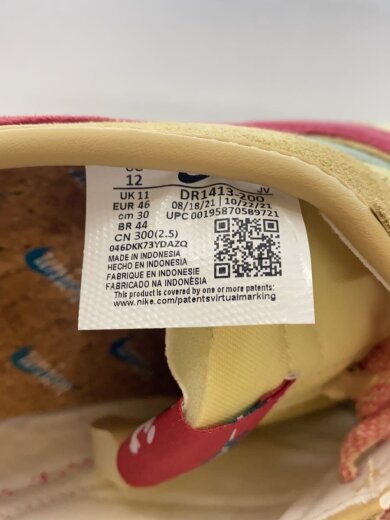 US
12
JV
UK 11
DR1413-200
EUR 46
08/18/21 | 10/22/21
cm 30
UPC 00195870589721
BR 44
CN 300(2.5)
046DKK73YDAZQ
MADE IN INDONESIA
HECHO EN INDONESIA
FABRIQUE EN INDONESIE
FABRICADO NA INDONÉSIA
This product is covered by one or more patents:
www.nike.com/patentsvirtualmarking